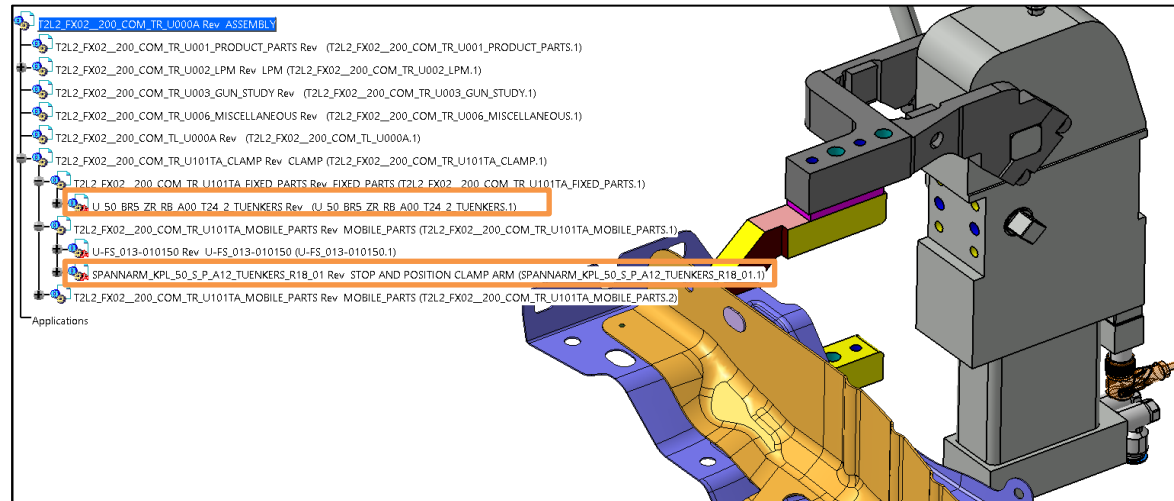 T2L2_FX02__200_COM_TR_U000A Rev ASSEMBLY
T2L2_FX02__200_COM_TR_U001_PRODUCT_PARTS Rev (T2L2_FX02__200_COM_TR_U001_PRODUCT_PARTS.1)
T2L2_FX02__200_COM_TR_U002_LPM Rev LPM (T2L2_FX02__200_COM_TR_U002_LPM.1)
T2L2_FX02__200_COM_TR_U003_GUN_STUDY Rev (T2L2_FX02__200_COM_TR_U003_GUN_STUDY.1)
T2L2_FX02__200_COM_TR_U006_MISCELLANEOUS Rev (T2L2_FX02__200_COM_TR_U006_MISCELLANEOUS.1)
T2L2_FX02__200_COM_TL_U000A Rev (T2L2_FX02__200_COM_TL_U000A.1)
T2L2_FX02__200_COM_TR_U101TA_CLAMP Rev CLAMP (T2L2_FX02__200_COM_TR_U101TA_CLAMP.1)
T2L2_FX02__200_COM_TR_U101TA_FIXED_PARTS Rev FIXED_PARTS (T2L2_FX02__200_COM_TR_U101TA_FIXED_PARTS.1)
U_50_BR5_ZR_RB_A00_T24_2_TUENKERS Rev (U_50_BR5_ZR_RB_A00_T24_2_TUENKERS.1)
T2L2_FX02__200_COM_TR_U101TA_MOBILE_PARTS Rev MOBILE_PARTS (T2L2_FX02__200_COM_TR_U101TA_MOBILE_PARTS.1)
U-FS_013-010150 Rev U-FS_013-010150 (U-FS_013-010150.1)
SPANNARM_KPL_50_S_P_A12_TUENKERS_R18_01 Rev STOP AND POSITION CLAMP ARM (SPANNARM_KPL_50_S_P_A12_TUENKERS_R18_01.1)
T2L2_FX02__200_COM_TR_U101TA_MOBILE_PARTS Rev MOBILE_PARTS (T2L2_FX02__200_COM_TR_U101TA_MOBILE_PARTS.2)
Applications